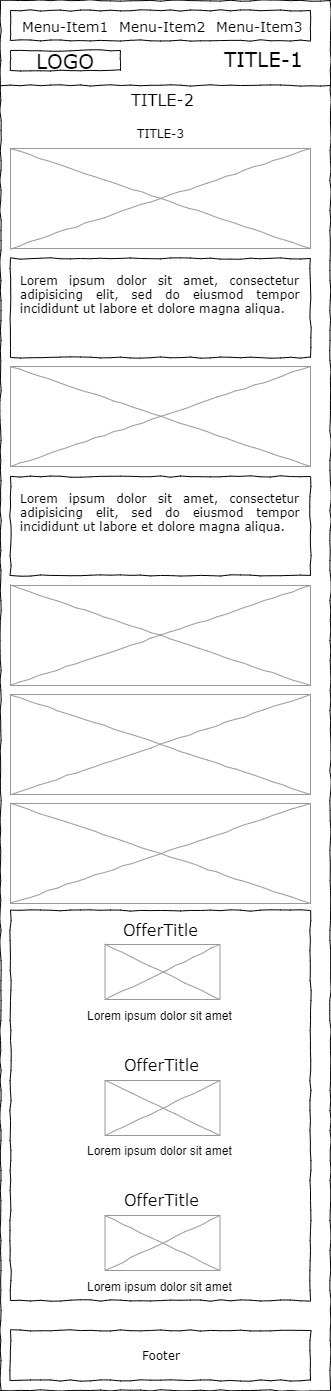 Menu-Item1 Menu-Item2 Menu-Item3
LOGO TITLE-1
TITLE-2
TITLE-3
Lorem ipsum dolor sit amet, consectetur
adipisicing elit, sed do eiusmod tempor
incididunt ut labore et dolore magna aliqua.
Lorem ipsum dolor sit amet, consectetur
adipisicing elit, sed do eiusmod tempor
incididunt ut labore et dolore magna aliqua.
OfferTitle
Lorem ipsum dolor sit amet
OfferTitle
Lorem ipsum dolor sit amet
OfferTitle
Lorem ipsum dolor sit amet
Footer